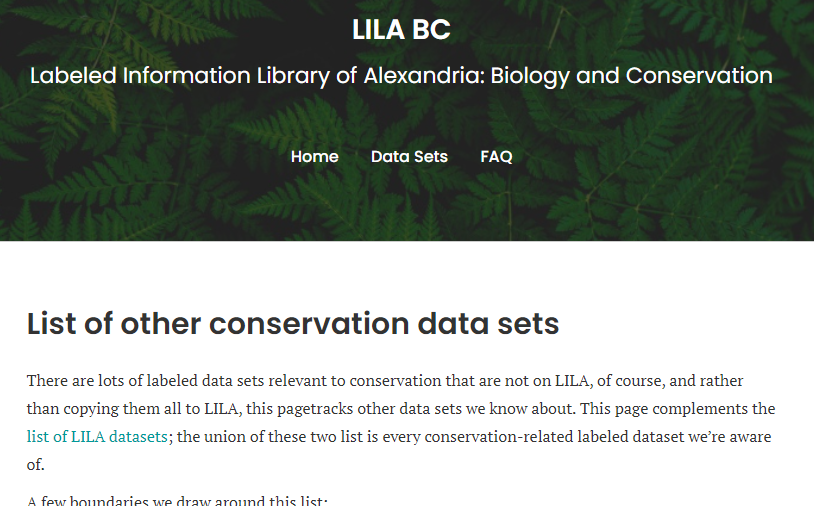 LILA BC
Labeled Information Library of Alexandria: Biology and Conservation
Home Data Sets FAQ
List of other conservation data sets
There are lots of labeled data sets relevant to conservation that are not on LILA, of course, and rather
than copying them all to LILA, this pagetracks other data sets we know about. This page complements the
list of LILA datasets; the union of these two list is every conservation-related labeled dataset we’re aware
of.
A few boundaries we draw around this list: